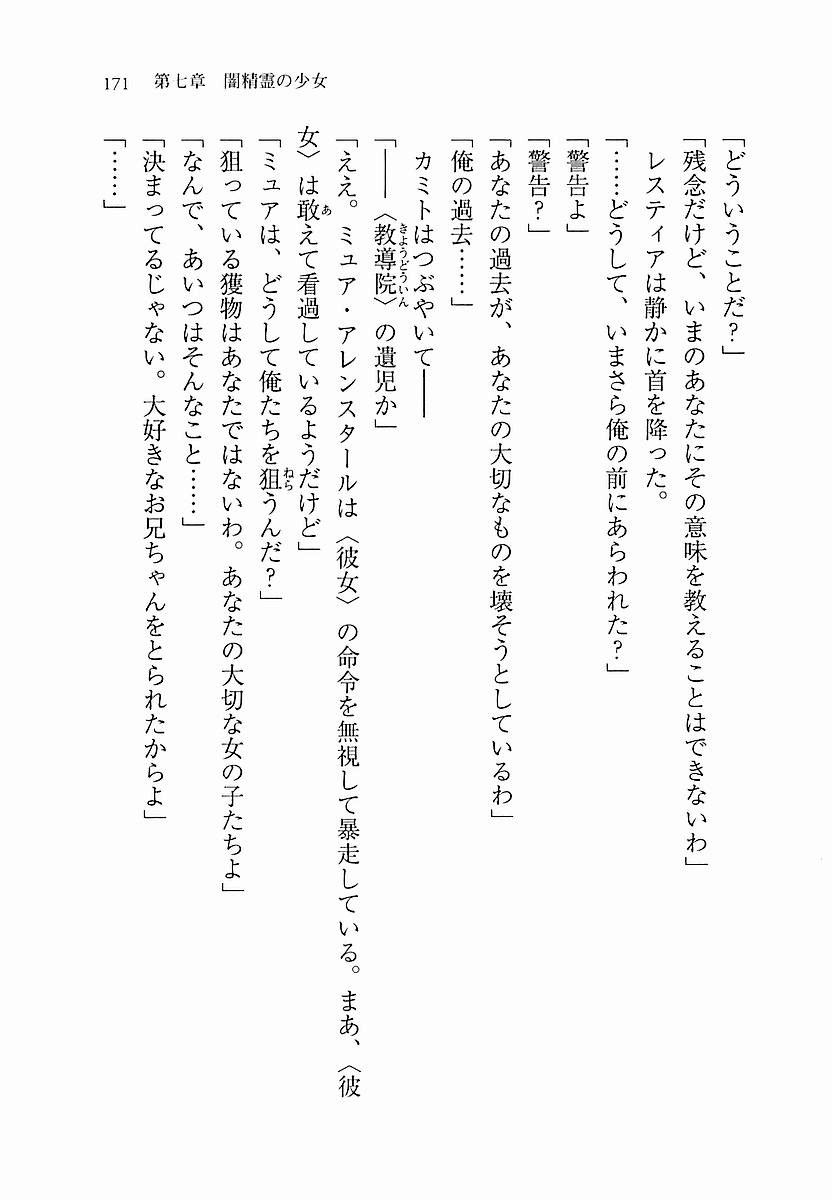 171 第七章 闇精霊の少女
「どういうことだ?」
「残念だけど、いまのあなたにその意味を教えることはできないわ」
レスティアは静かに首を降った。
「……どうして、いまさら俺の前にあらわれた?」
「警告よ」
「警告?」
「あなたの過去が、あなたの大切なものを壊そうとしているわ」
「俺の過去……」
カミトはつぶやいて――
「――〈教導院〉の遺児か」
「ええ。ミュア・アレンスタールは〈彼女〉の命令を無視して暴走している。まあ、〈彼
女〉は敢えて看過しているようだけど」
「ミュアは、どうして俺たちを狙うんだ?」
「狙っている獲物はあなたではないわ。あなたの大切な女の子たちよ」
「なんで、あいつはそんなこと……」
「決まってるじゃない。大好きなお兄ちゃんをとられたからよ」
「……」